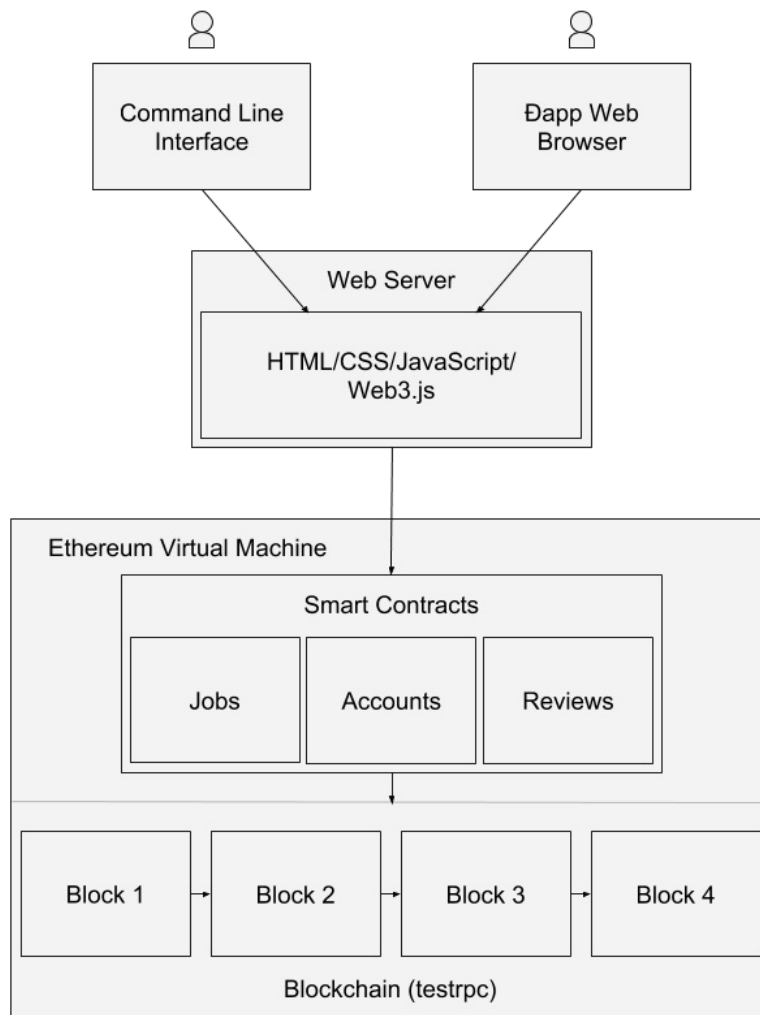 Command Line
Interface
Đapp Web
Browser
Web Server
HTML/CSS/JavaScript/
Web3.js
Ethereum Virtual Machine
Smart Contracts
Jobs
Accounts
Reviews
Block 1
Block 2
Block 3
Block 4
Blockchain (testrpc)